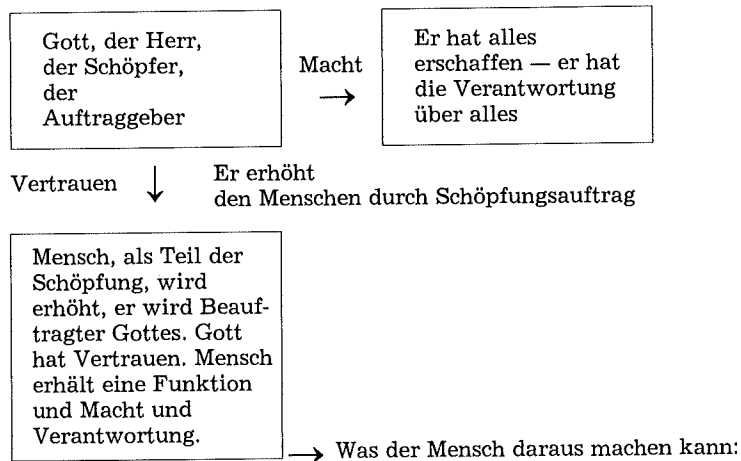 Gott, der Herr,
der Schöpfer,
der
Auftraggeber
Macht
→
Er hat alles
erschaffen — er hat
die Verantwortung
über alles
Vertrauen ↓
Er erhöht
den Menschen durch Schöpfungsauftrag
Mensch, als Teil der
Schöpfung, wird
erhöht, er wird Beauf-
tragter Gottes. Gott
hat Vertrauen. Mensch
erhält eine Funktion
und Macht und
Verantwortung.
→ Was der Mensch daraus machen kann: